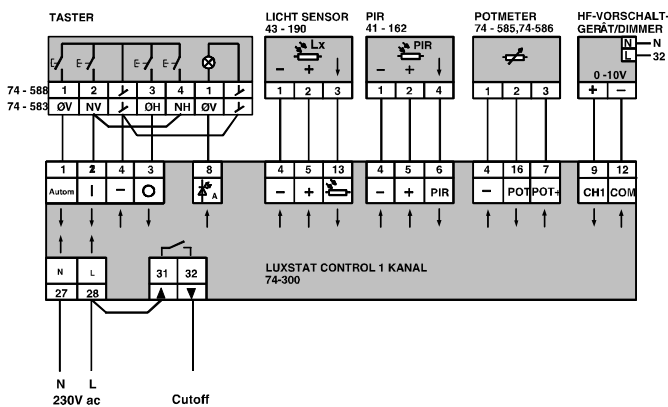 TASTER
LICHT SENSOR
43 - 190
PIR
41 - 162
POTMETER
74 - 585,74-586
HF-VORSCHALT-
GERÄT/DIMMER
N N
L 32
Lx
- +
PIR
- +
0 -10V
+ -
74 - 588 1 2 3 4 1
74 - 583 ØV NV ØH NH ØV
1 2 3
1 2 4
1 2 3
1 2 4 3 8
Autom I - O A
4 5 13
- +
4 5 6
- + PIR
4 16 7
- POT POT+
9 12
CH1 COM
N L
27 28
31 32
LUXSTAT CONTROL 1 KANAL
74-300
N L
230V ac
Cutoff